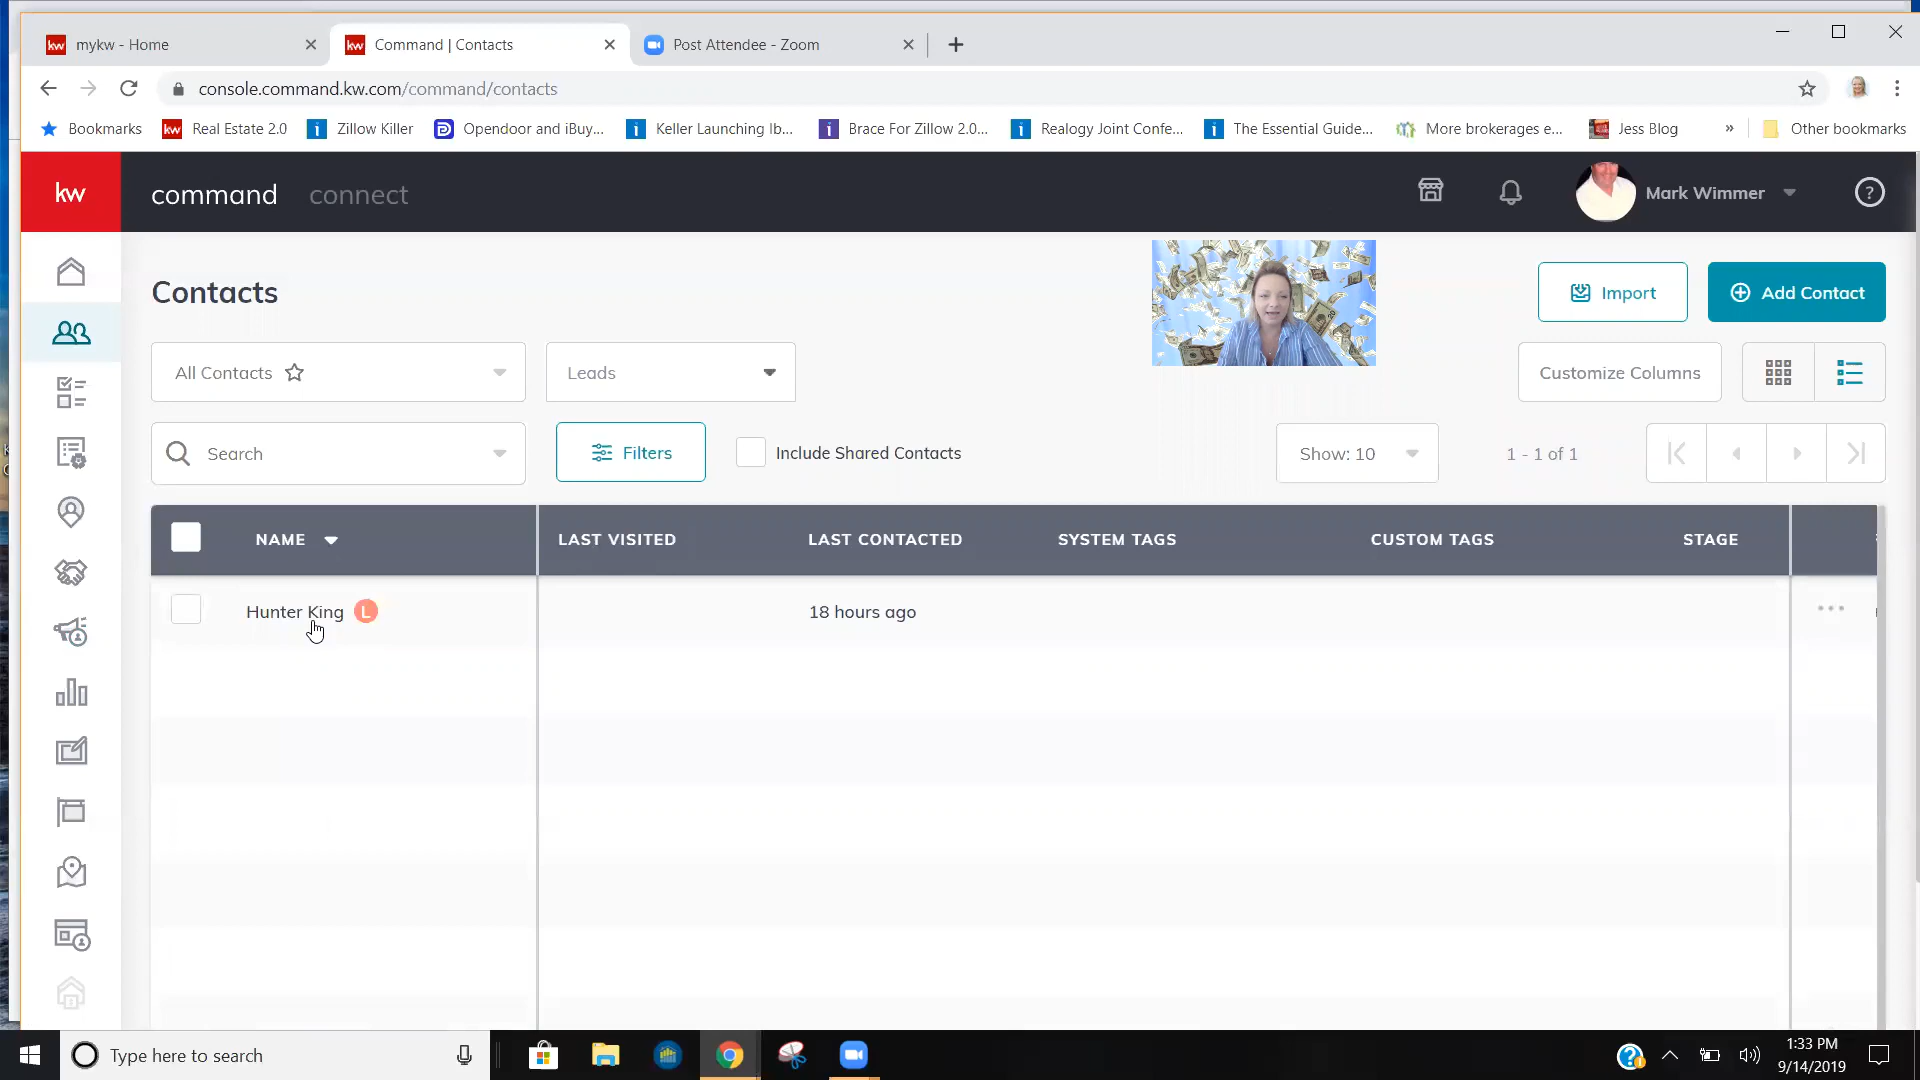 mykw - Home
Command | Contacts
Post Attendee - Zoom
console.command.kw.com/command/contacts
Bookmarks
kw Real Estate 2.0
Zillow Killer
Opendoor and iBuy...
Keller Launching Ib...
Brace For Zillow 2.0...
Realogy Joint Confe...
The Essential Guide...
More brokerages e...
Jess Blog
»
Other bookmarks
kw
command
connect
Mark Wimmer
Contacts
Import
Add Contact
All Contacts
Leads
Customize Columns
Search
Filters
Include Shared Contacts
Show: 10
1 - 1 of 1
NAME
LAST VISITED
LAST CONTACTED
SYSTEM TAGS
CUSTOM TAGS
STAGE
Hunter King L
18 hours ago
Type here to search
1:33 PM
9/14/2019